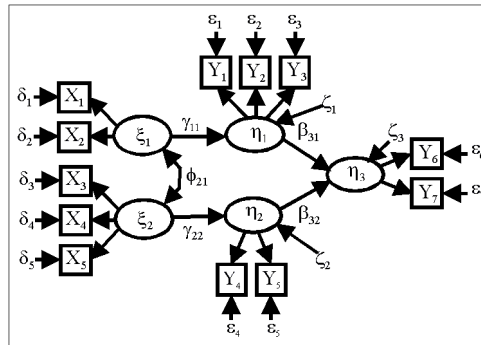 ε₁ ε₂ ε₃
Y₁ Y₂ Y₃
δ₁ X₁
δ₂ X₂
ξ₁ γ₁₁ η₁ ζ₁
β₃₁
ζ₃
Y₆
δ₃ X₃
ϕ₂₁
η₃
Y₇
δ₄ X₄
ξ₂ γ₂₂ η₂ β₃₂
δ₅ X₅
ζ₂
Y₄ Y₅
ε₄ ε₅